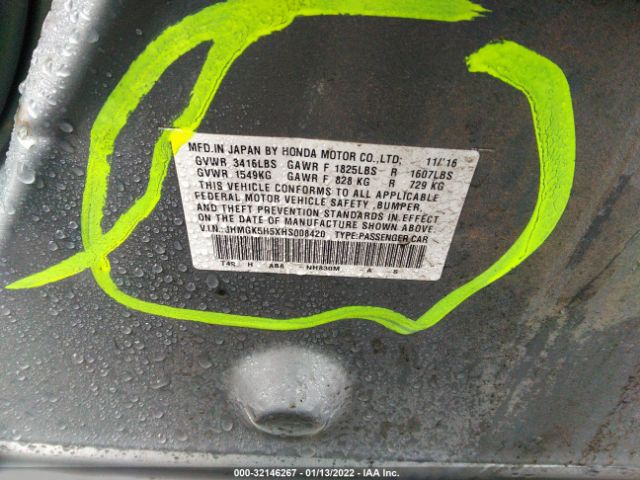 MFD.IN JAPAN BY HONDA MOTOR CO.,LTD; 11/'16
GVWR 3416LBS GAWR F 1825LBS R 1607LBS
GVWR 1549KG GAWR F 828 KG R 729 KG
THIS VEHICLE CONFORMS TO ALL APPLICABLE
FEDERAL MOTOR VEHICLE SAFETY ,BUMPER,
AND THEFT PREVENTION STANDARDS IN EFFECT
ON THE DATE OF MANUFACTURE SHOWN ABOVE.
V.I.N.: JHMGK5H5XHS008420 TYPE:PASSENGER CAR
H NH830M A S
000-32146267 - 01/13/2022 - IAA Inc.